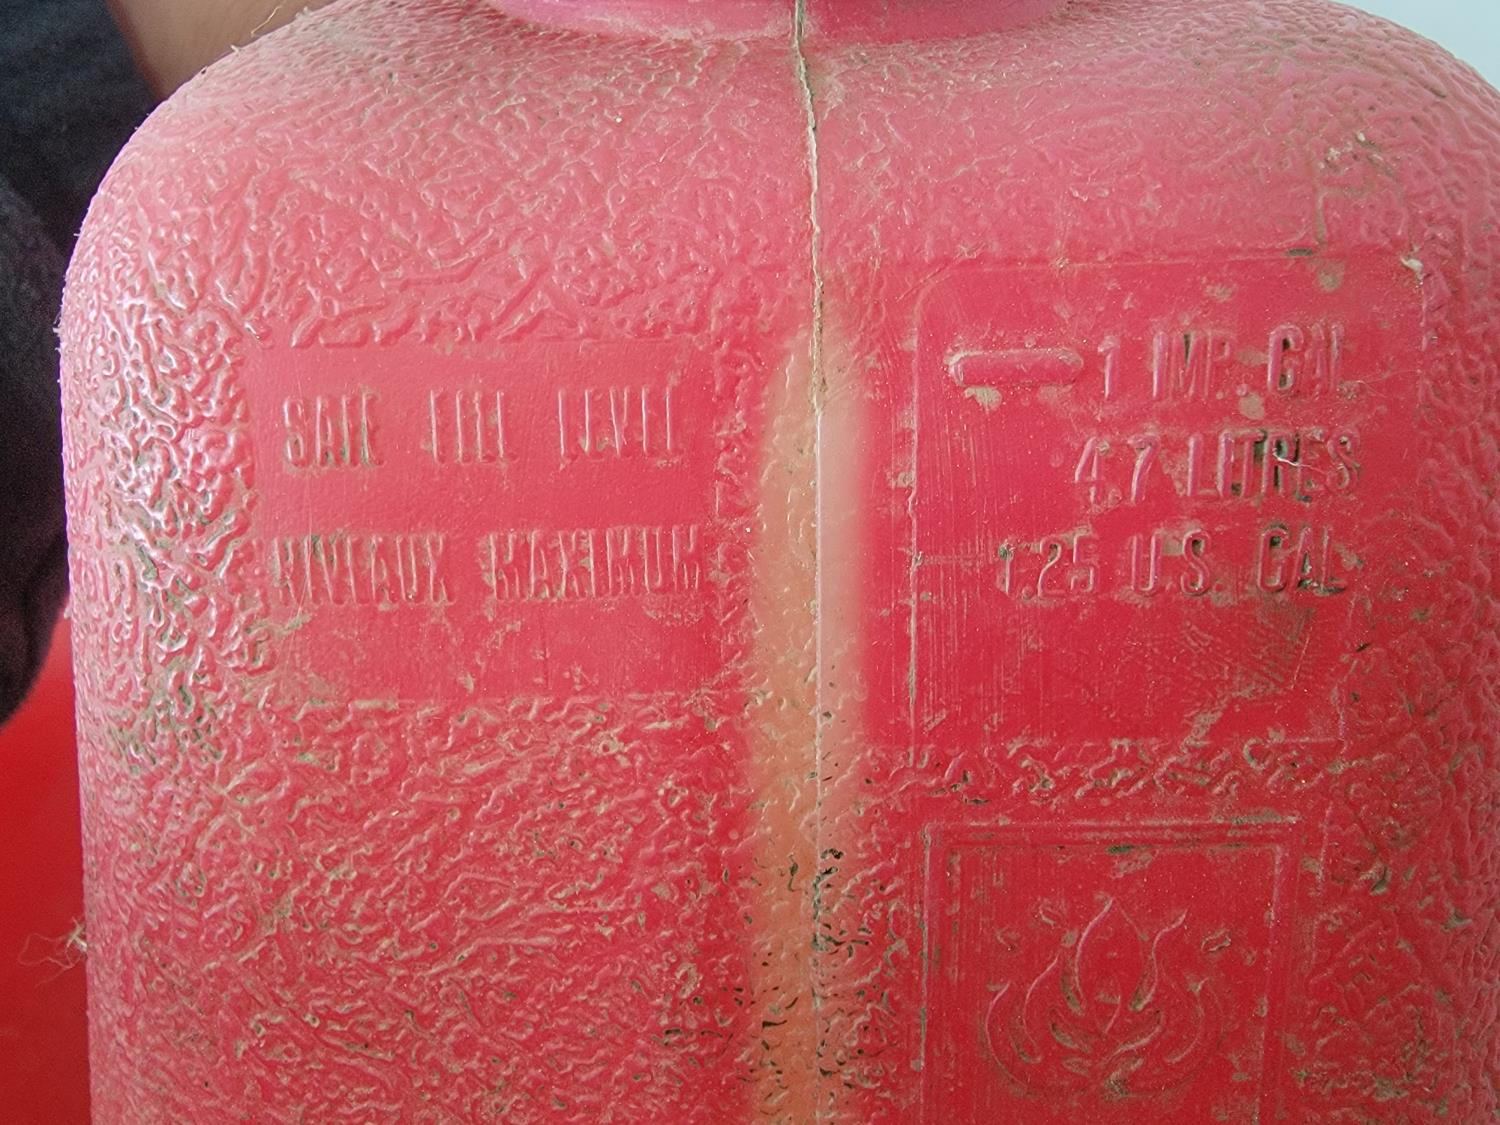 SAFE FILL LEVEL
NIVEAUX MAXIMUM
1 IMP. GAL
4.7 LITRES
1.25 U.S. GAL